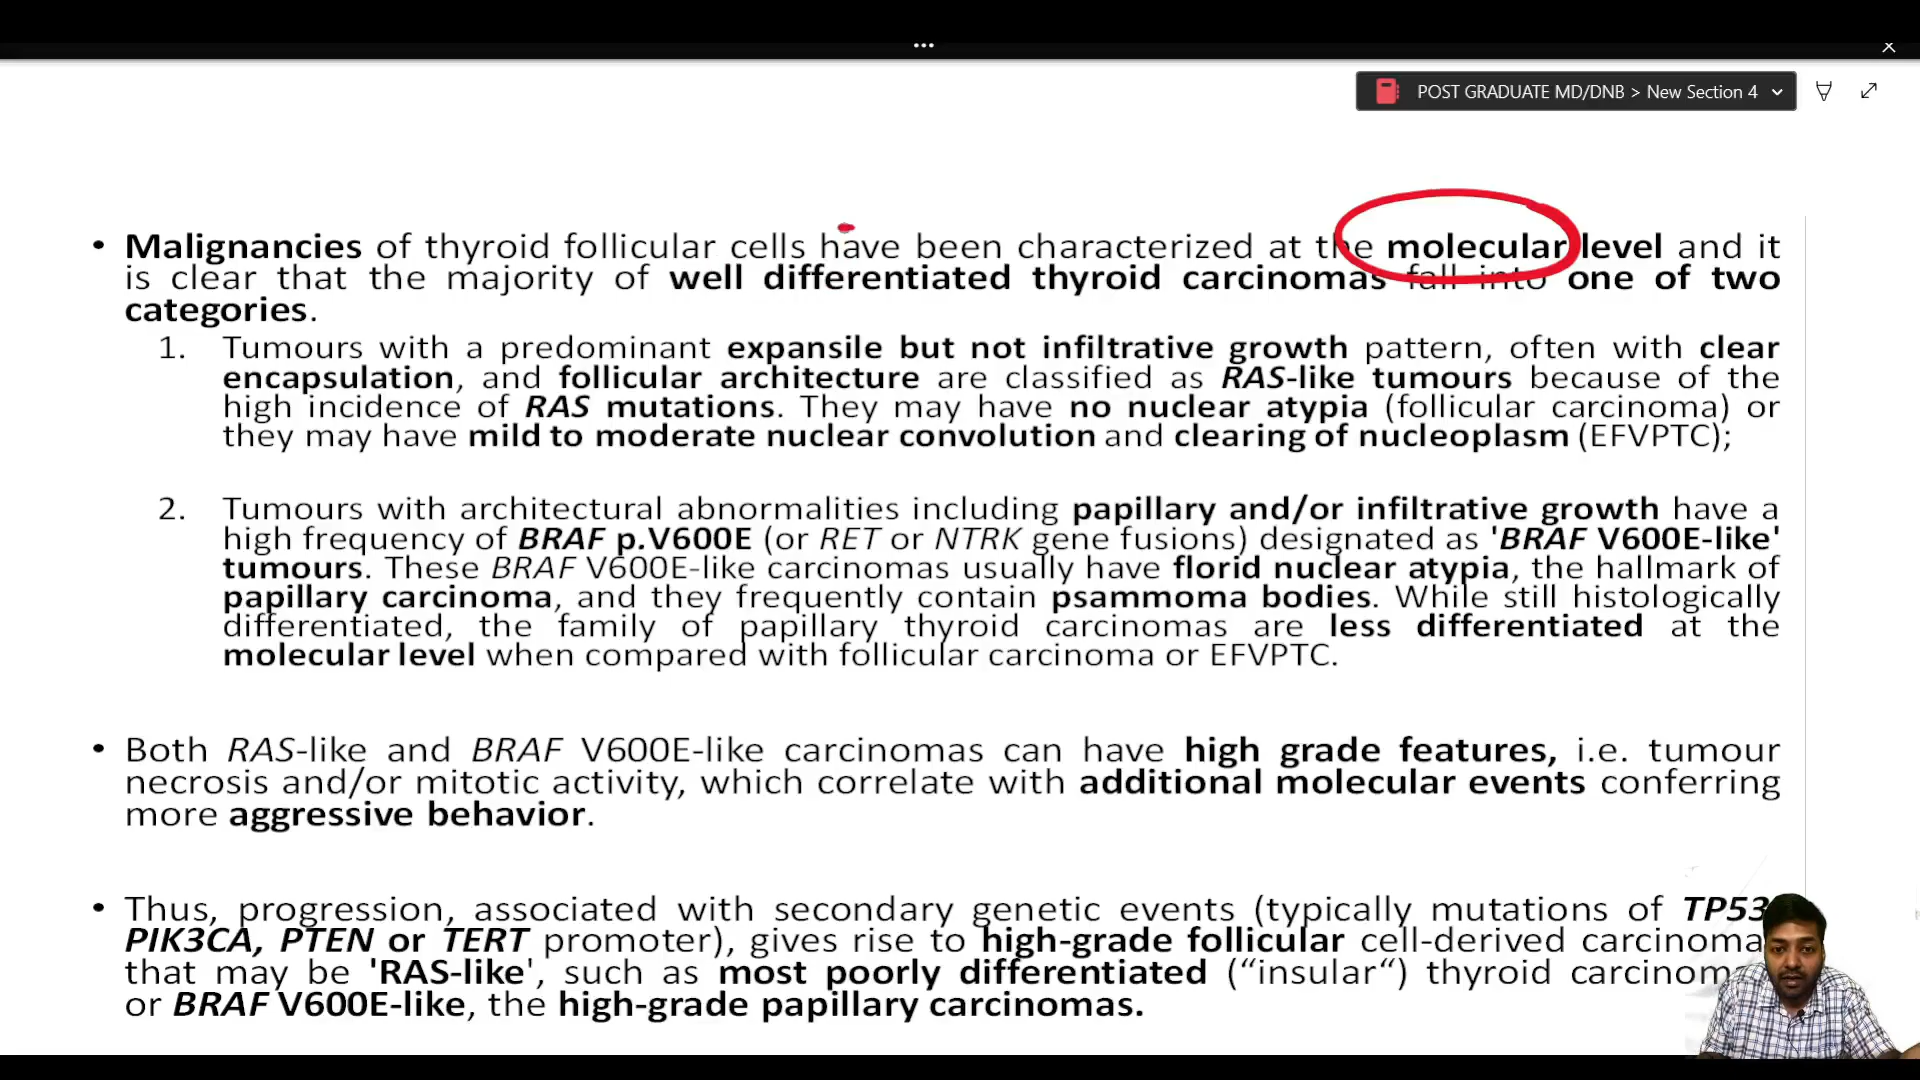 POST GRADUATE MD/DNB > New Section 4
• Malignancies of thyroid follicular cells have been characterized at the molecular level and it
is clear that the majority of well differentiated thyroid carcinomas fall into one of two
categories.
1. Tumours with a predominant expansile but not infiltrative growth pattern, often with clear
encapsulation, and follicular architecture are classified as RAS-like tumours because of the
high incidence of RAS mutations. They may have no nuclear atypia (follicular carcinoma) or
they may have mild to moderate nuclear convolution and clearing of nucleoplasm (EFVPTC);
2. Tumours with architectural abnormalities including papillary and/or infiltrative growth have a
high frequency of BRAF p.V600E (or RET or NTRK gene fusions) designated as 'BRAF V600E-like'
tumours. These BRAF V600E-like carcinomas usually have florid nuclear atypia, the hallmark of
papillary carcinoma, and they frequently contain psammoma bodies. While still histologically
differentiated, the family of papillary thyroid carcinomas are less differentiated at the
molecular level when compared with follicular carcinoma or EFVPTC.
• Both RAS-like and BRAF V600E-like carcinomas can have high grade features, i.e. tumour
necrosis and/or mitotic activity, which correlate with additional molecular events conferring
more aggressive behavior.
• Thus, progression, associated with secondary genetic events (typically mutations of TP53
PIK3CA, PTEN or TERT promoter), gives rise to high-grade follicular cell-derived carcinoma
that may be 'RAS-like', such as most poorly differentiated (“insular“) thyroid carcinom
or BRAF V600E-like, the high-grade papillary carcinomas.